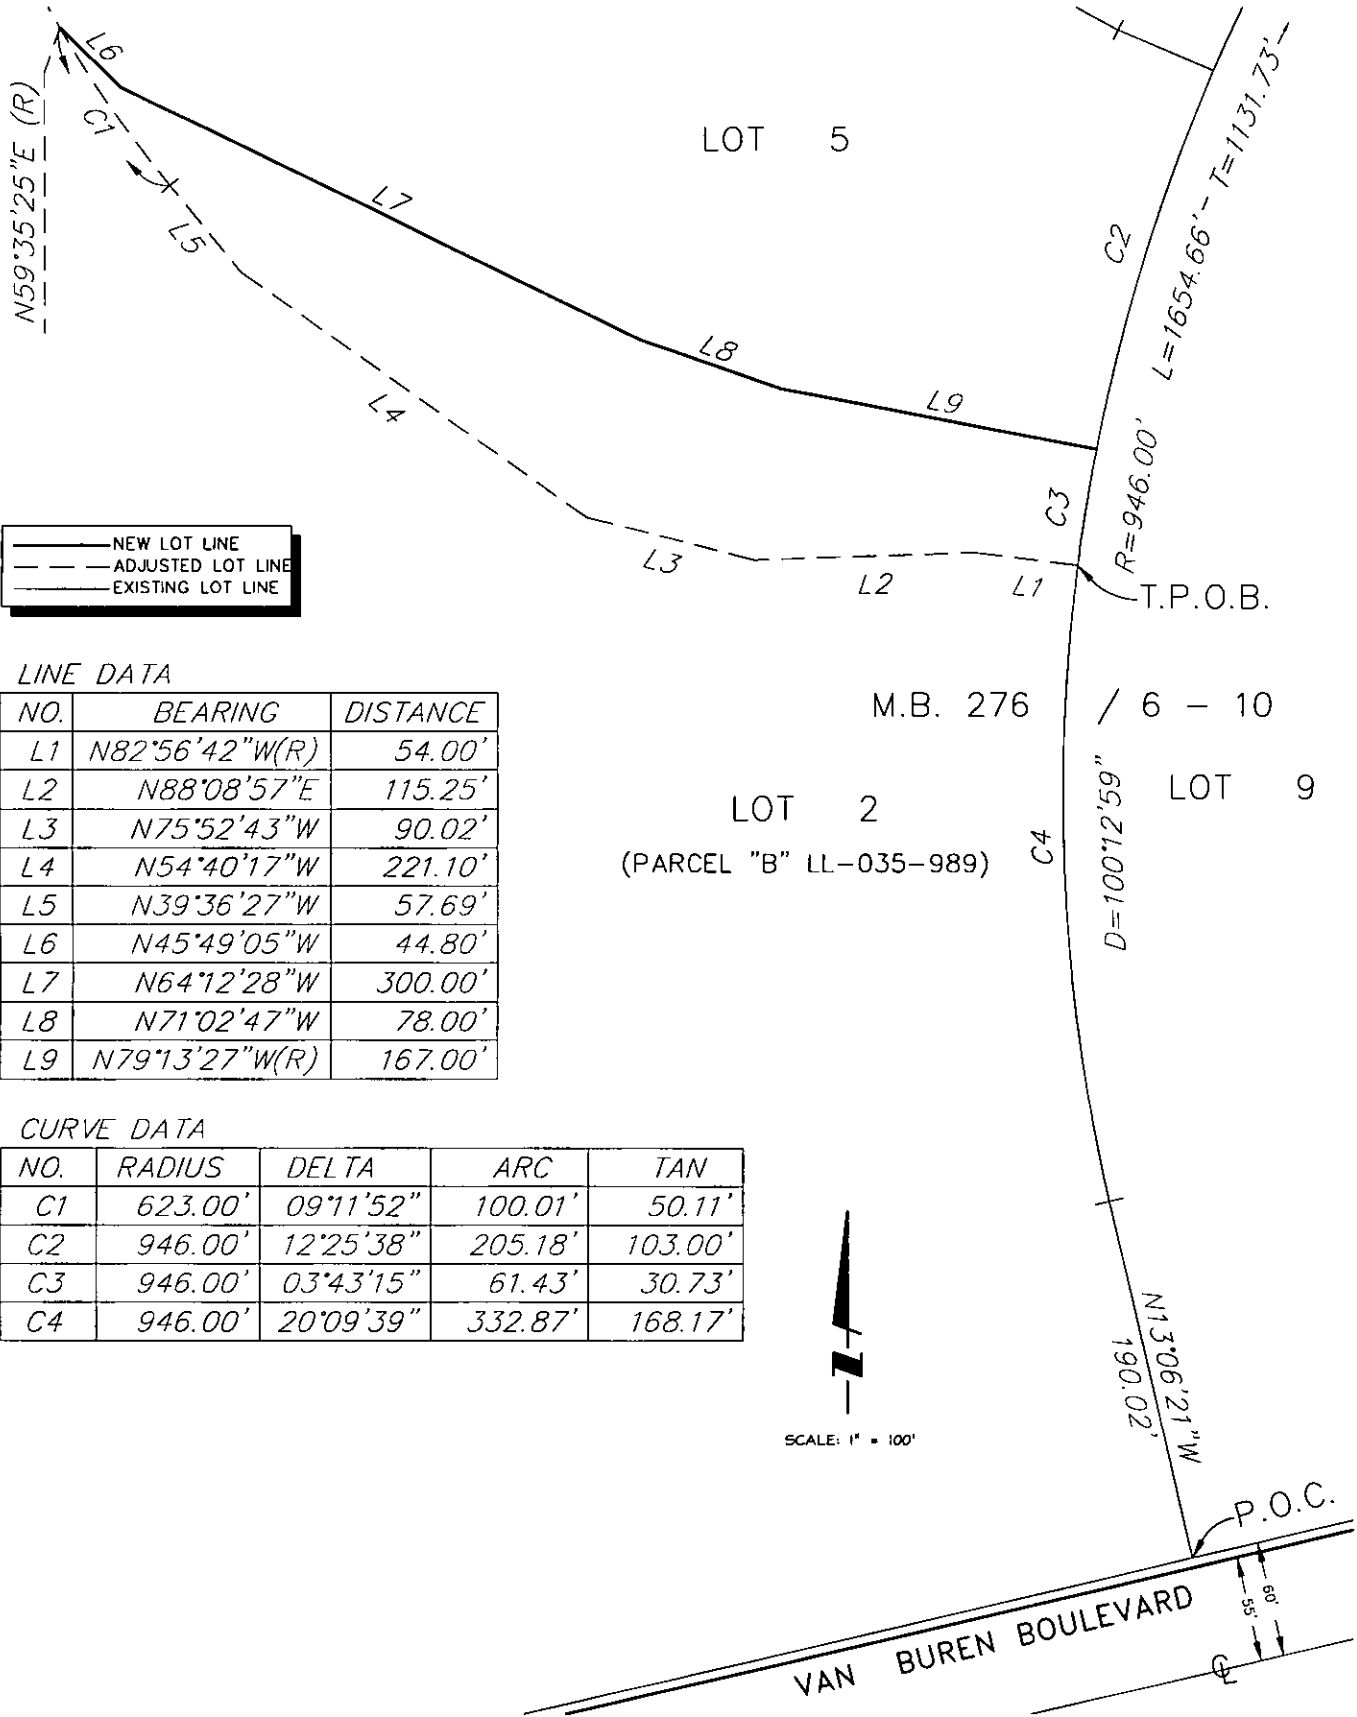 L6
C1
N59°35'25"E (R)
L5
L7
L4
LOT 5
L8
L9
C2
L=1654.66' - T=1131.73'
C3
R=946.00'
L3
L2
L1
T.P.O.B.
NEW LOT LINE
ADJUSTED LOT LINE
EXISTING LOT LINE
M.B. 276 / 6 - 10
LOT 2
(PARCEL "B" LL-035-989)
LOT 9
C4
D=100°12'59"
LINE DATA
NO. BEARING DISTANCE
L1 N82°56'42"W(R) 54.00'
L2 N88°08'57"E 115.25'
L3 N75°52'43"W 90.02'
L4 N54°40'17"W 221.10'
L5 N39°36'27"W 57.69'
L6 N45°49'05"W 44.80'
L7 N64°12'28"W 300.00'
L8 N71°02'47"W 78.00'
L9 N79°13'27"W(R) 167.00'
CURVE DATA
NO. RADIUS DELTA ARC TAN
C1 623.00' 09°11'52" 100.01' 50.11'
C2 946.00' 12°25'38" 205.18' 103.00'
C3 946.00' 03°43'15" 61.43' 30.73'
C4 946.00' 20°09'39" 332.87' 168.17'
N
SCALE: 1" = 100'
N13°06'21"W
190.02'
P.O.C.
VAN BUREN BOULEVARD
55'
60'
℄